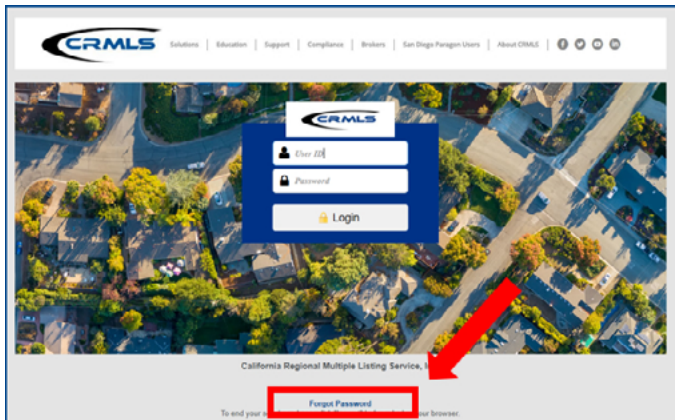 CRMLS Solutions | Education | Support | Compliance | Brokers | San Diego Paragon Users | About CRMLS |
CRMLS
User ID
Password
Login
California Regional Multiple Listing Service, I
Forgot Password
To end your browser.